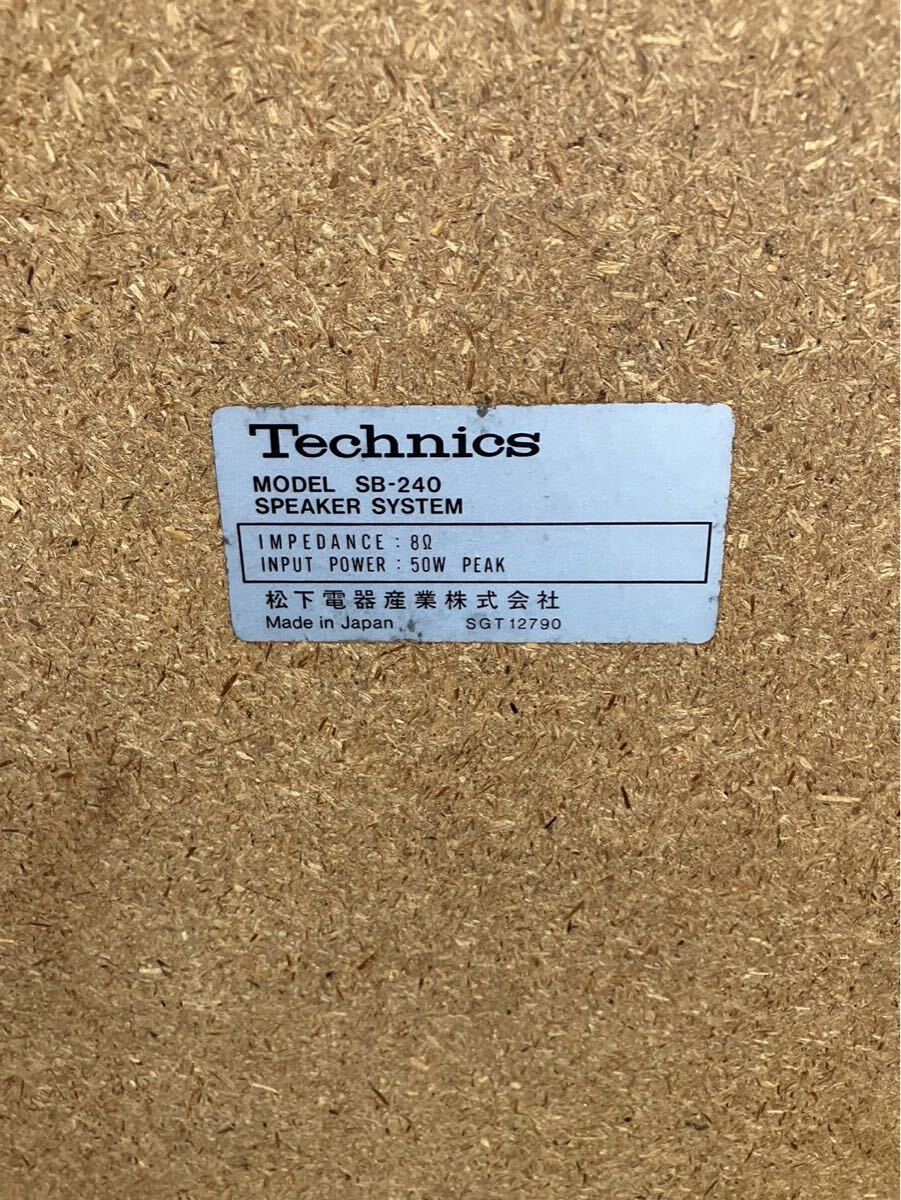 Technics
MODEL SB-240
SPEAKER SYSTEM
IMPEDANCE : 8Ω
INPUT POWER : 50W PEAK
松下電器産業株式会社
Made in Japan SGT12790